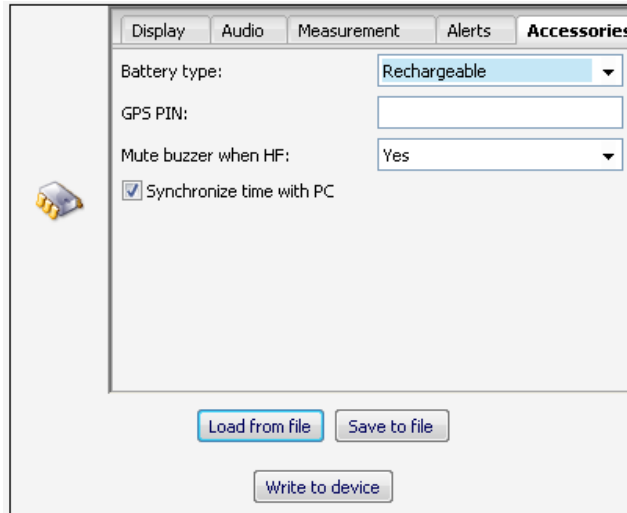 Display Audio Measurement Alerts Accessories
Battery type: Rechargeable
GPS PIN:
Mute buzzer when HF: Yes
Synchronize time with PC
Load from file Save to file
Write to device